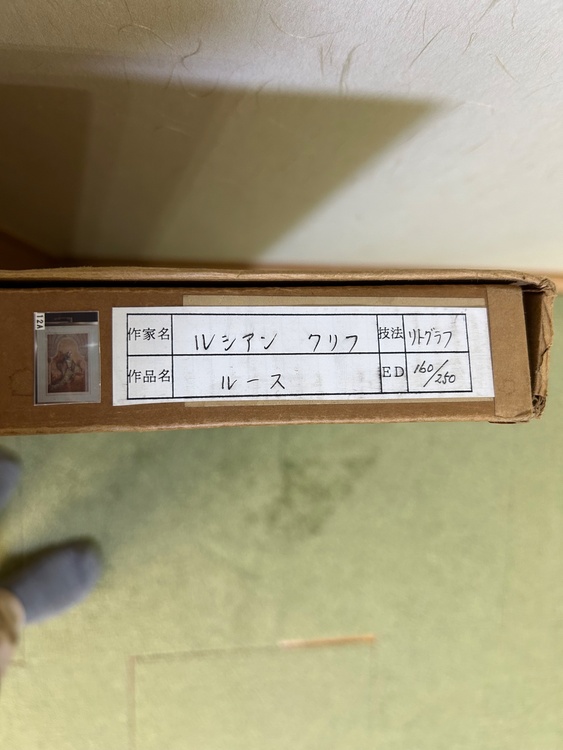 12A
作家名 ルシアン クリフ 技法 リトグラフ
作品名 ルース ED 160/250